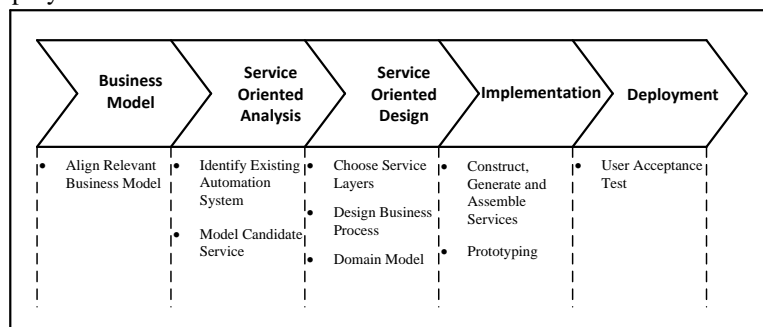 Business
Model
Service
Oriented
Analysis
Service
Oriented
Design
Implementation
Deployment
• Align Relevant
Business Model
• Identify Existing
Automation
System
• Model Candidate
Service
• Choose Service
Layers
• Design Business
Process
• Domain Model
• Construct,
Generate and
Assemble
Services
• Prototyping
• User Acceptance
Test